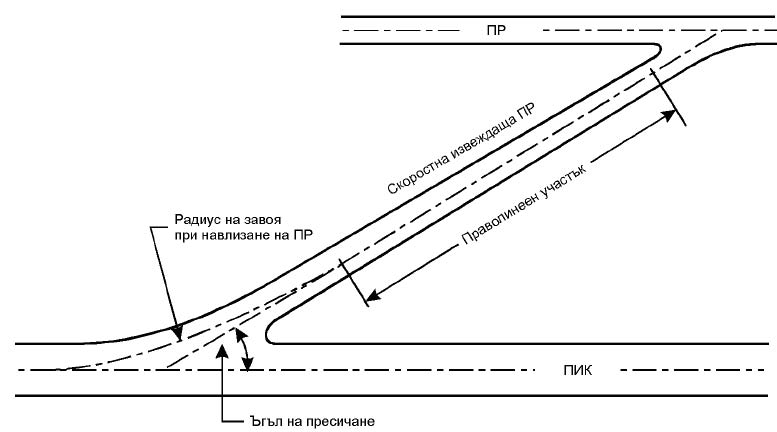 ПР
Скоростна извеждаща ПР
Праволинеен участък
Радиус на завоя
при навлизане на ПР
ПИК
Ъгъл на пресичане